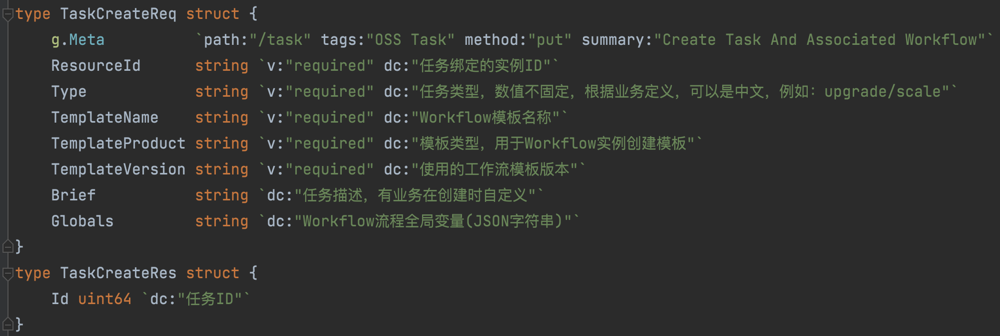 type TaskCreateReq struct {
g.Meta `path:"/task" tags:"OSS Task" method:"put" summary:"Create Task And Associated Workflow"`
ResourceId string `v:"required" dc:"任务绑定的实例ID"`
Type string `v:"required" dc:"任务类型，数值不固定，根据业务定义，可以是中文，例如：upgrade/scale"`
TemplateName string `v:"required" dc:"Workflow模板名称"`
TemplateProduct string `v:"required" dc:"模板类型，用于Workflow实例创建模板"`
TemplateVersion string `v:"required" dc:"使用的工作流模板版本"`
Brief string `dc:"任务描述，有业务在创建时自定义"`
Globals string `dc:"Workflow流程全局变量(JSON字符串)"`
}
type TaskCreateRes struct {
Id uint64 `dc:"任务ID"`
}